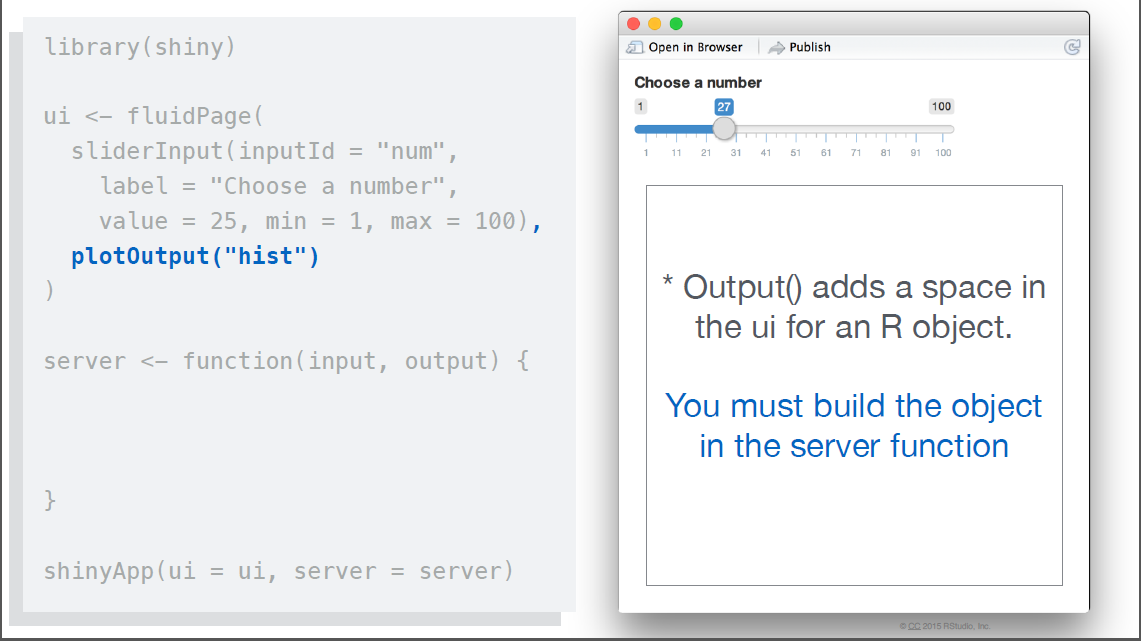 library(shiny)
ui <- fluidPage(
sliderInput(inputId = "num",
label = "Choose a number",
value = 25, min = 1, max = 100),
plotOutput("hist")
)
server <- function(input, output) {
}
shinyApp(ui = ui, server = server)
Open in Browser Publish
Choose a number
1 27 100
1 11 21 31 41 51 61 71 81 91 100
* Output() adds a space in
the ui for an R object.
You must build the object
in the server function
© CC 2015 RStudio, Inc.